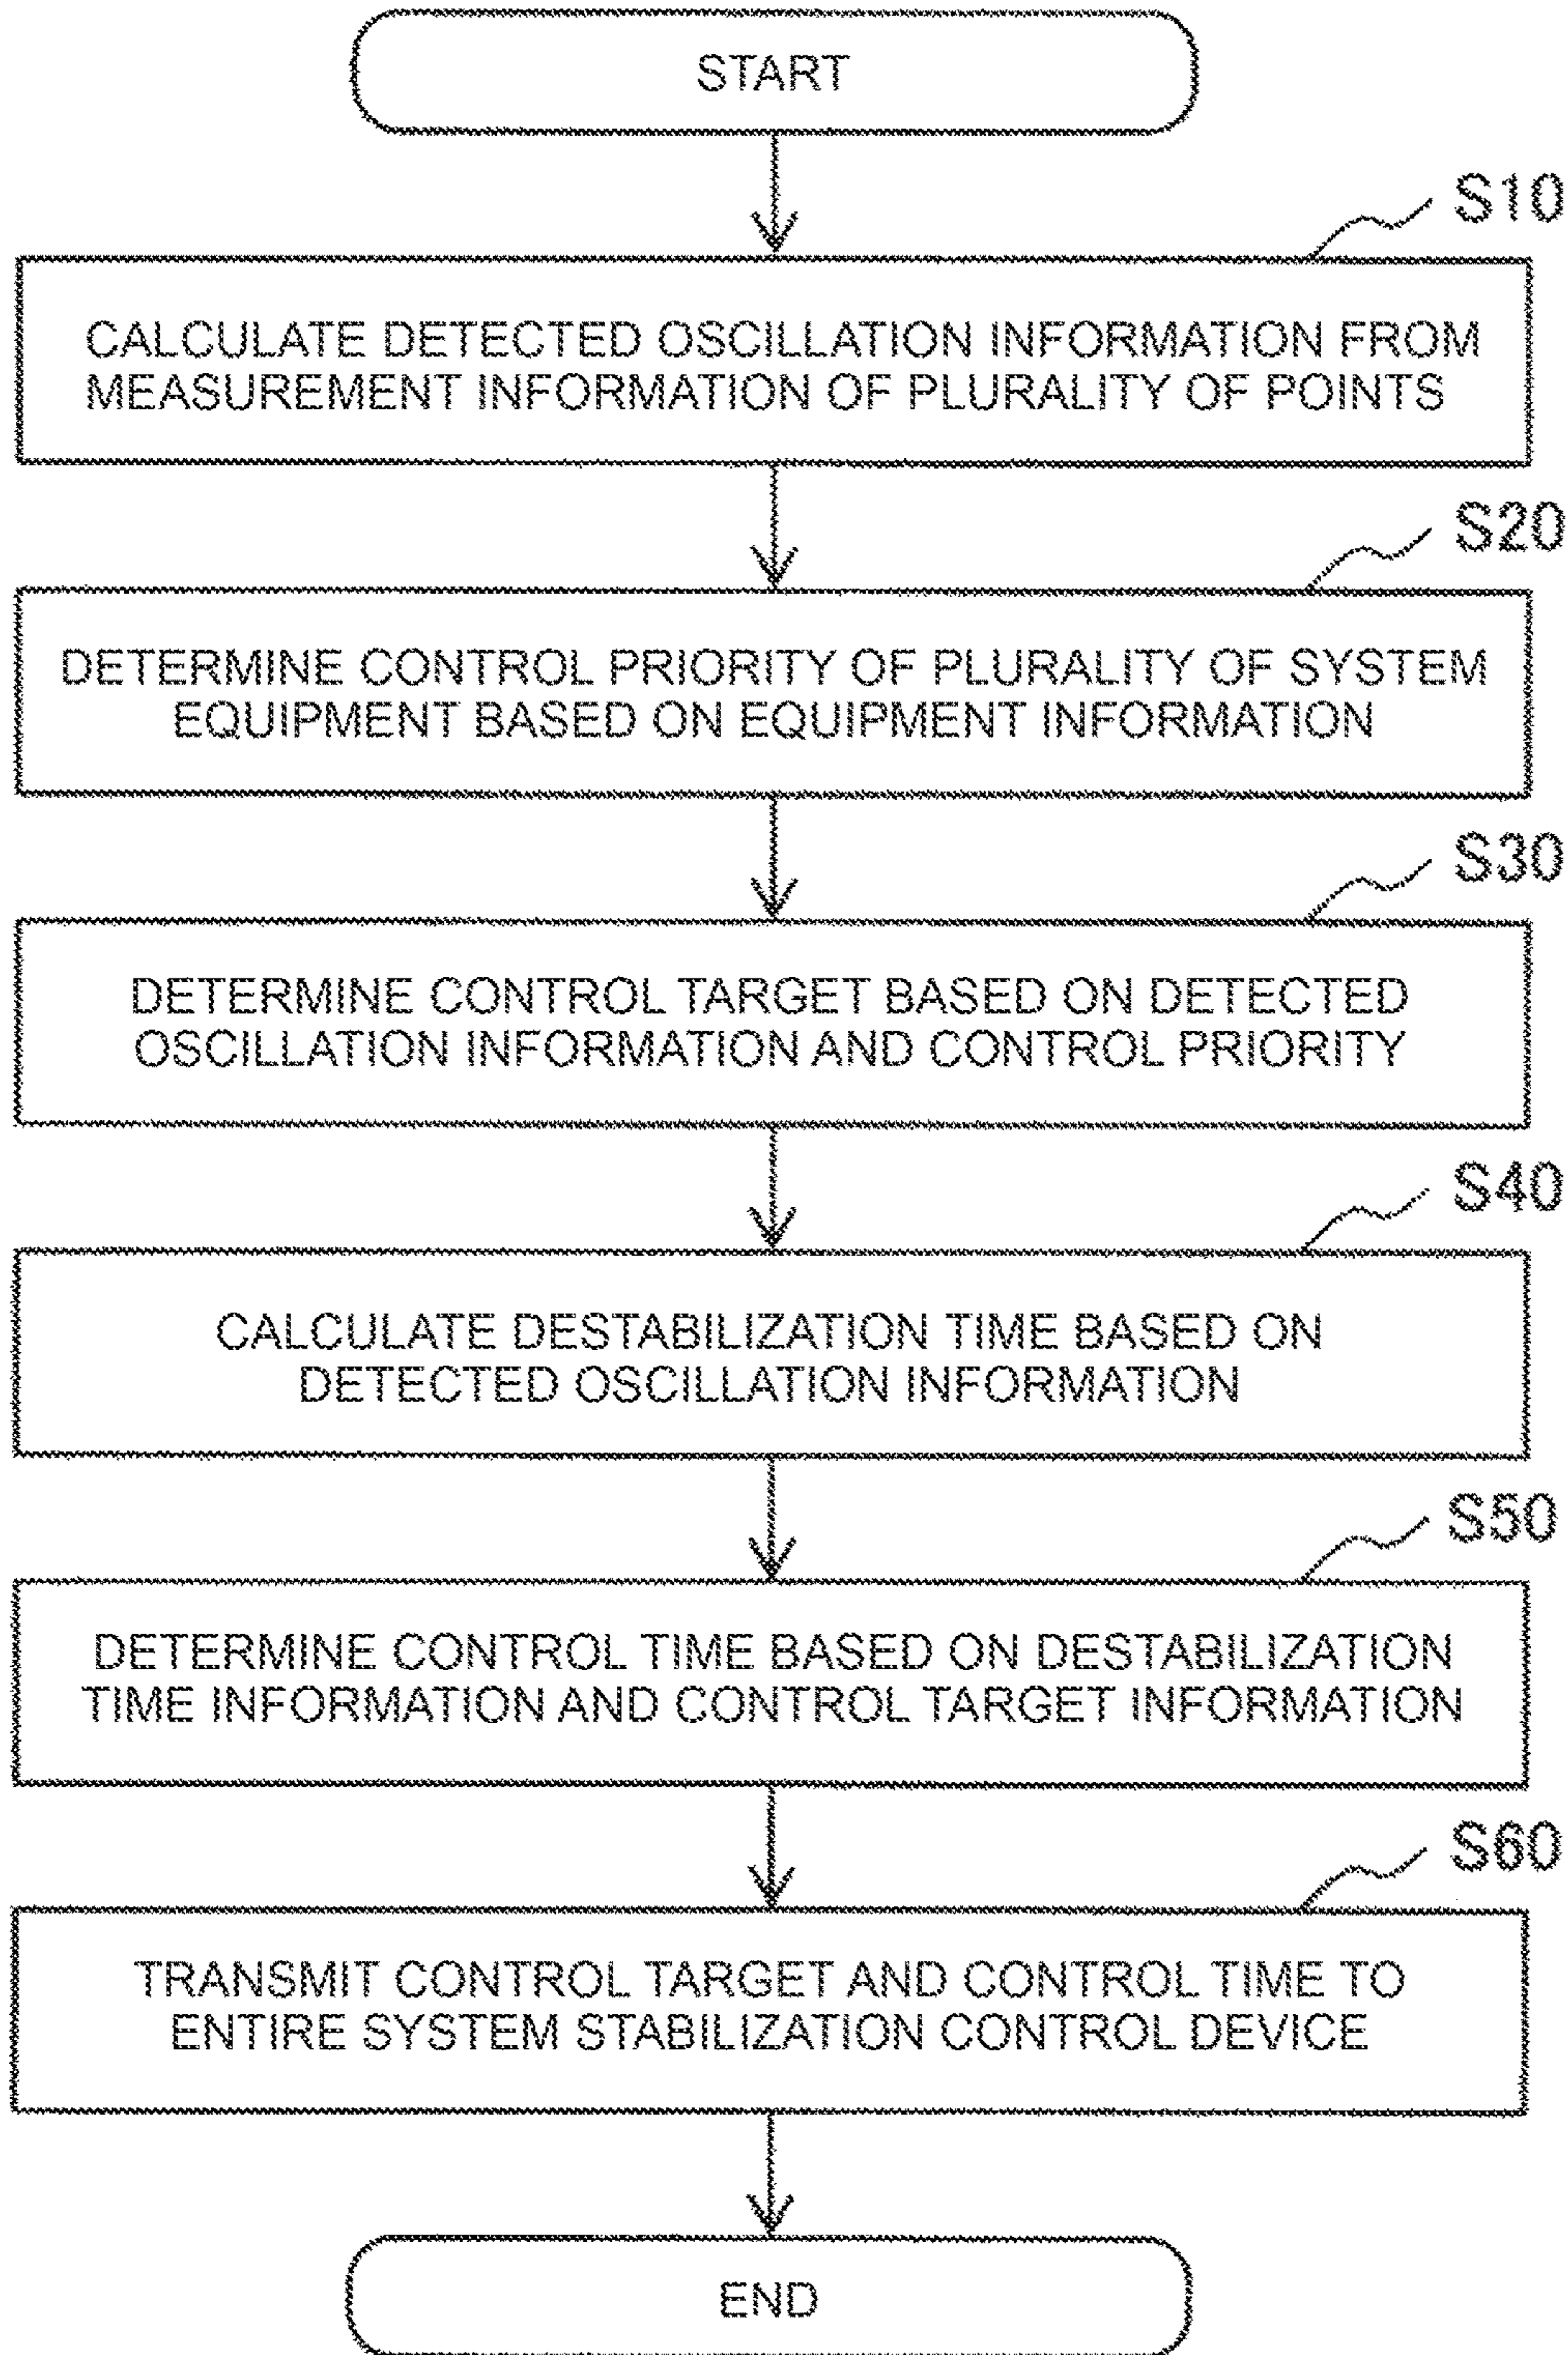 START
S10
CALCULATE DETECTED OSCILLATION INFORMATION FROM
MEASUREMENT INFORMATION OF PLURALITY OF POINTS
S20
DETERMINE CONTROL PRIORITY OF PLURALITY OF SYSTEM
EQUIPMENT BASED ON EQUIPMENT INFORMATION
S30
DETERMINE CONTROL TARGET BASED ON DETECTED
OSCILLATION INFORMATION AND CONTROL PRIORITY
S40
CALCULATE DESTABILIZATION TIME BASED ON
DETECTED OSCILLATION INFORMATION
S50
DETERMINE CONTROL TIME BASED ON DESTABILIZATION
TIME INFORMATION AND CONTROL TARGET INFORMATION
S60
TRANSMIT CONTROL TARGET AND CONTROL TIME TO
ENTIRE SYSTEM STABILIZATION CONTROL DEVICE
END